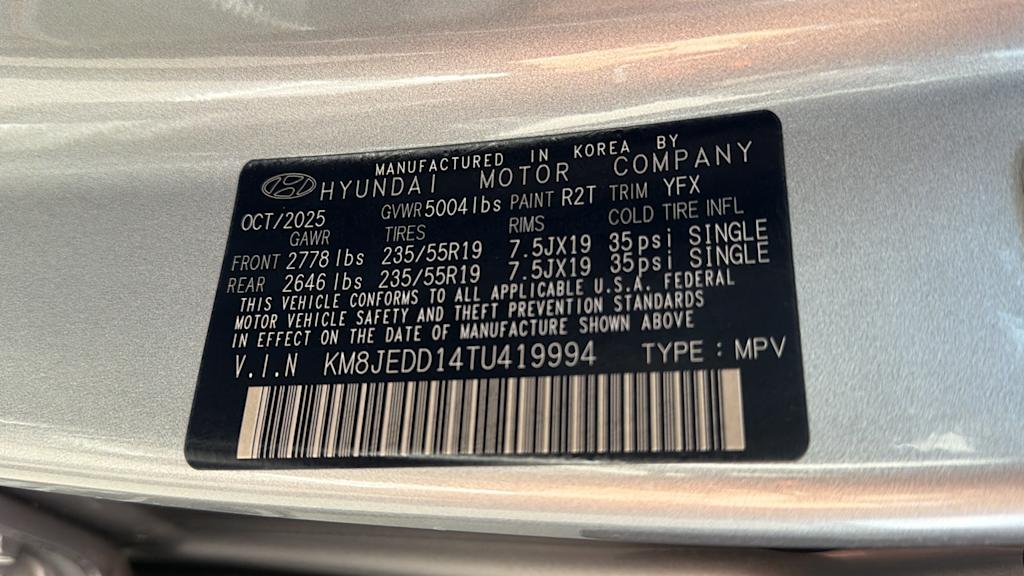 MANUFACTURED IN KOREA BY
HYUNDAI MOTOR COMPANY
OCT/2025 GVWR 5004 lbs PAINT R2T TRIM YFX
GAWR TIRES RIMS COLD TIRE INFL
FRONT 2778 lbs 235/55R19 7.5JX19 35psi SINGLE
REAR 2646 lbs 235/55R19 7.5JX19 35psi SINGLE
THIS VEHICLE CONFORMS TO ALL APPLICABLE U.S.A. FEDERAL
MOTOR VEHICLE SAFETY AND THEFT PREVENTION STANDARDS
IN EFFECT ON THE DATE OF MANUFACTURE SHOWN ABOVE
V.I.N KM8JEDD14TU419994 TYPE : MPV